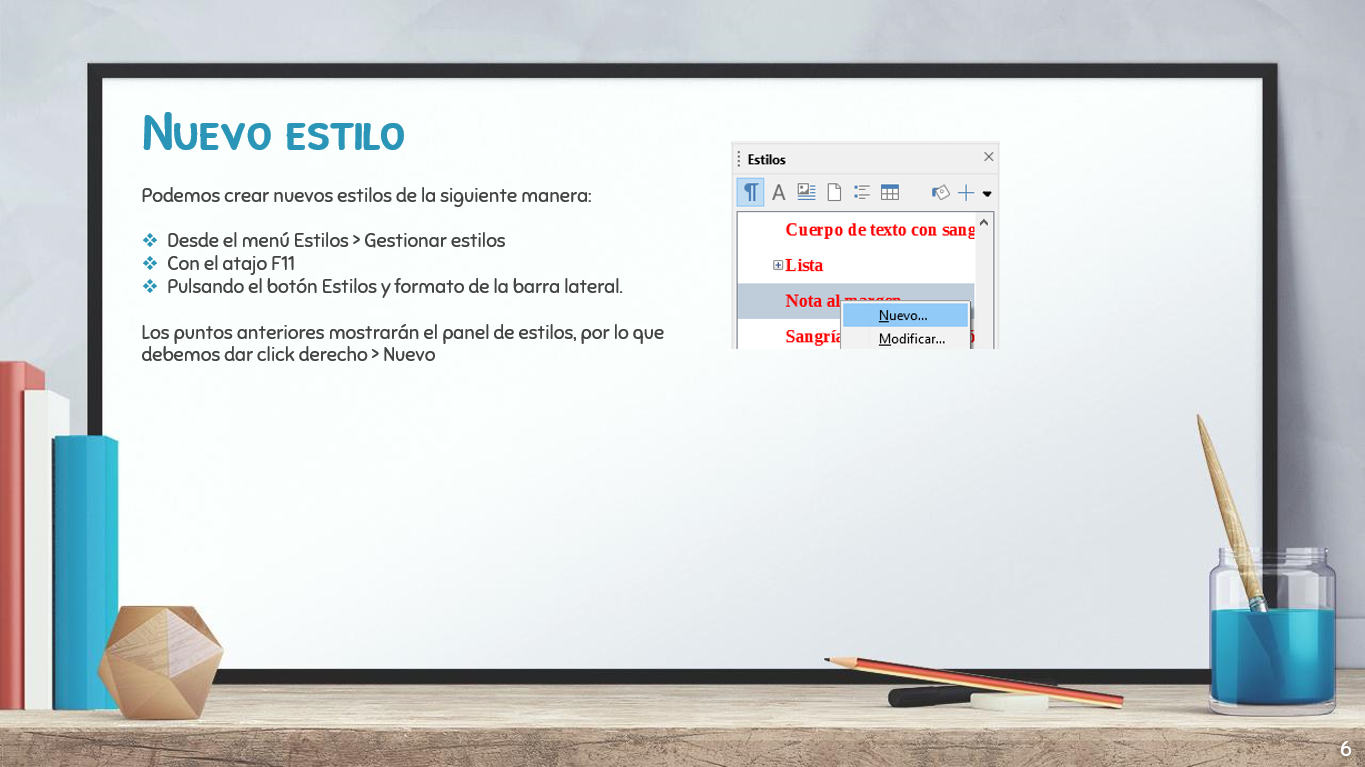 Nuevo estilo
Podemos crear nuevos estilos de la siguiente manera:
❖ Desde el menú Estilos > Gestionar estilos
❖ Con el atajo F11
❖ Pulsando el botón Estilos y formato de la barra lateral.
Los puntos anteriores mostrarán el panel de estilos, por lo que
debemos dar click derecho > Nuevo
Estilos
Cuerpo de texto con sang
Lista
Nota al margen
Nuevo...
Sangría
Modificar...
6